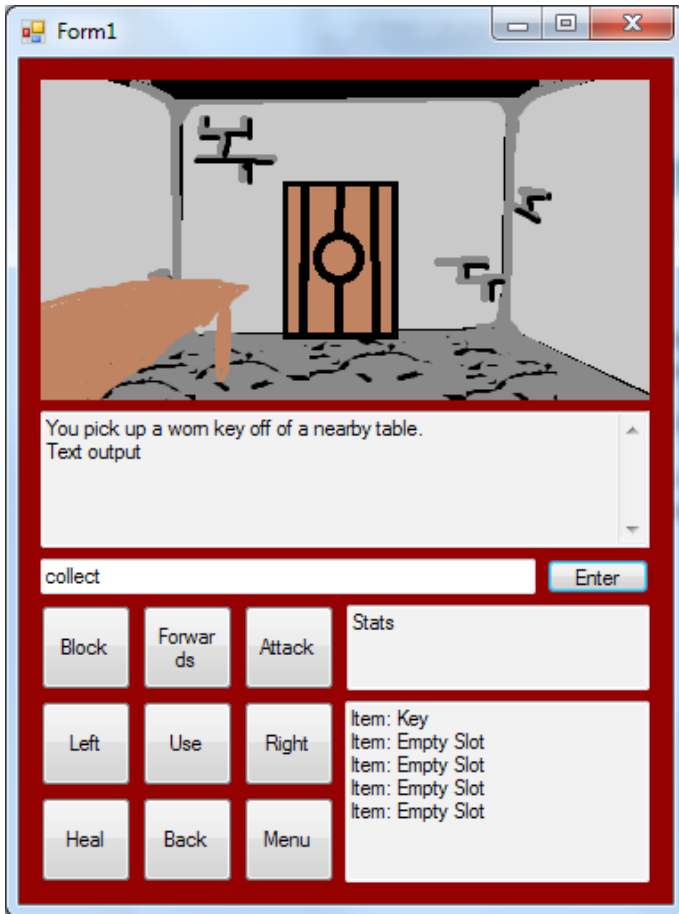 Form1
You pick up a worn key off of a nearby table.
Text output
collect
Enter
Block
Forwar
ds
Attack
Stats
Left
Use
Right
Item: Key
Item: Empty Slot
Item: Empty Slot
Item: Empty Slot
Item: Empty Slot
Heal
Back
Menu